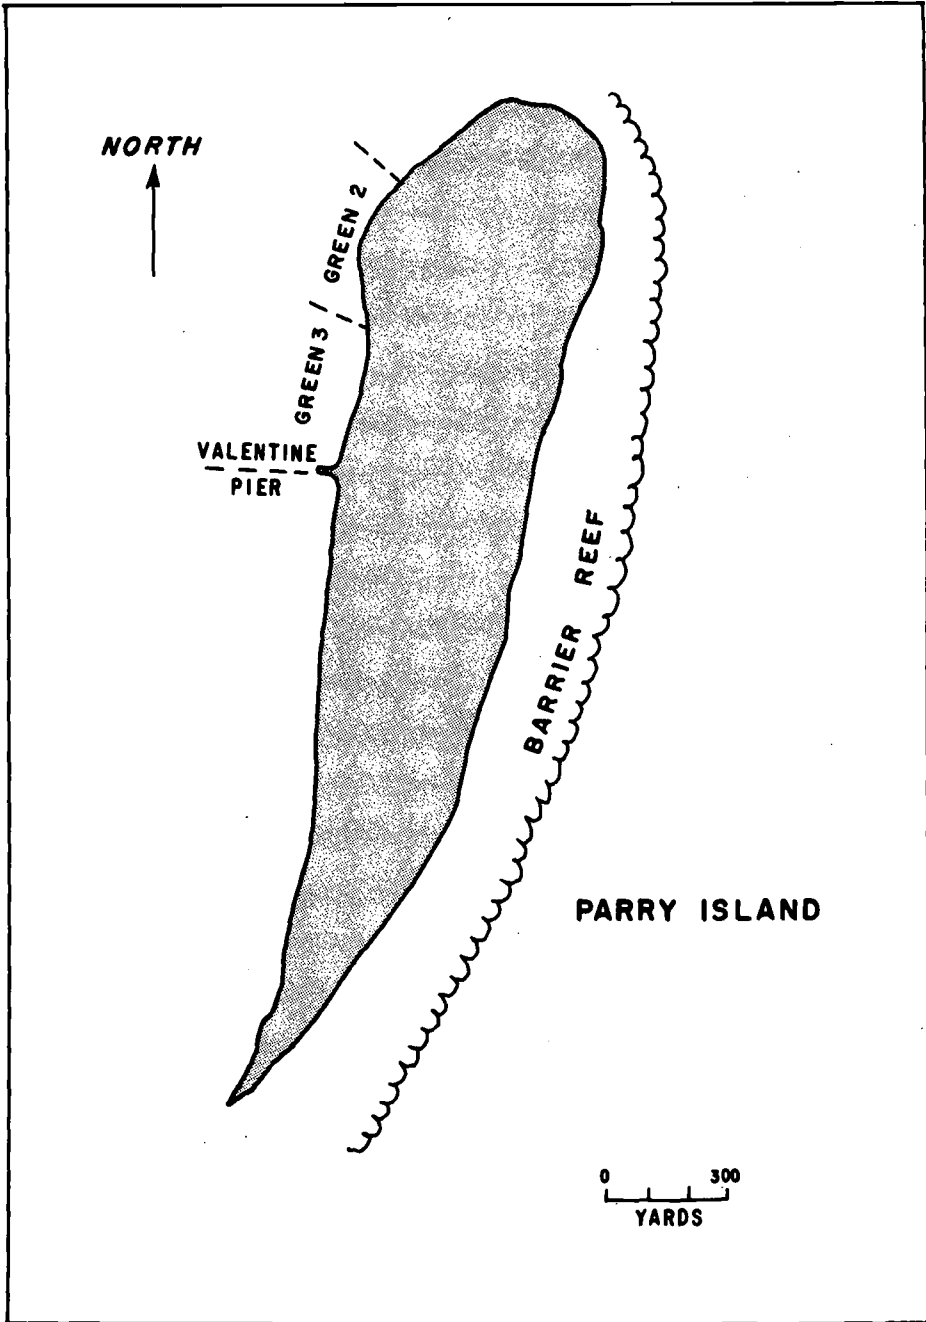 NORTH
GREEN 2
GREEN 3
VALENTINE
PIER
BARRIER REEF
PARRY ISLAND
0 300
YARDS